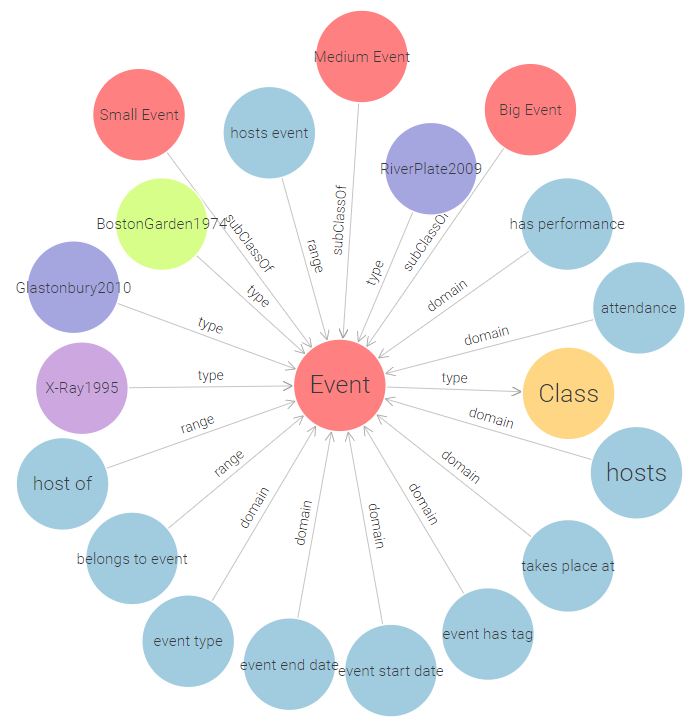 Medium Event
Small Event
Big Event
hosts event
RiverPlate2009
subClassOf
BostonGarden1974
subClassOf
subClassOf
has performance
range
type
Glastonbury2010
type
domain
attendance
type
domain
X-Ray1995
type
Event
type
Class
range
domain
host of
range
domain
hosts
domain
domain
domain
domain
belongs to event
takes place at
event type
event end date
event start date
event has tag